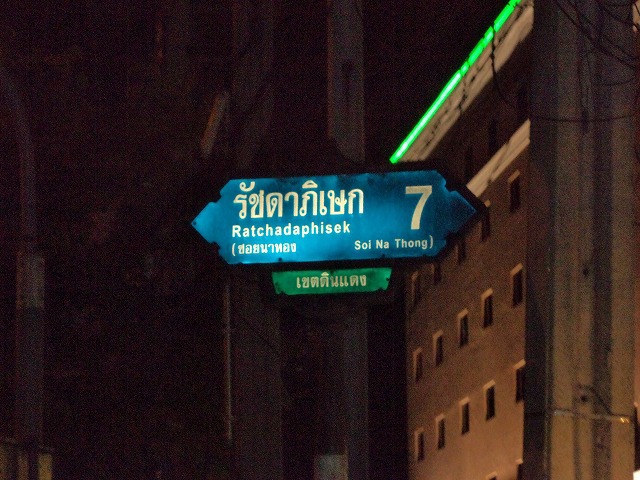 รัชดาภิเษก 7
Ratchadaphisek
(ซอยนาทอง Soi Na Thong)
เขตดินแดง